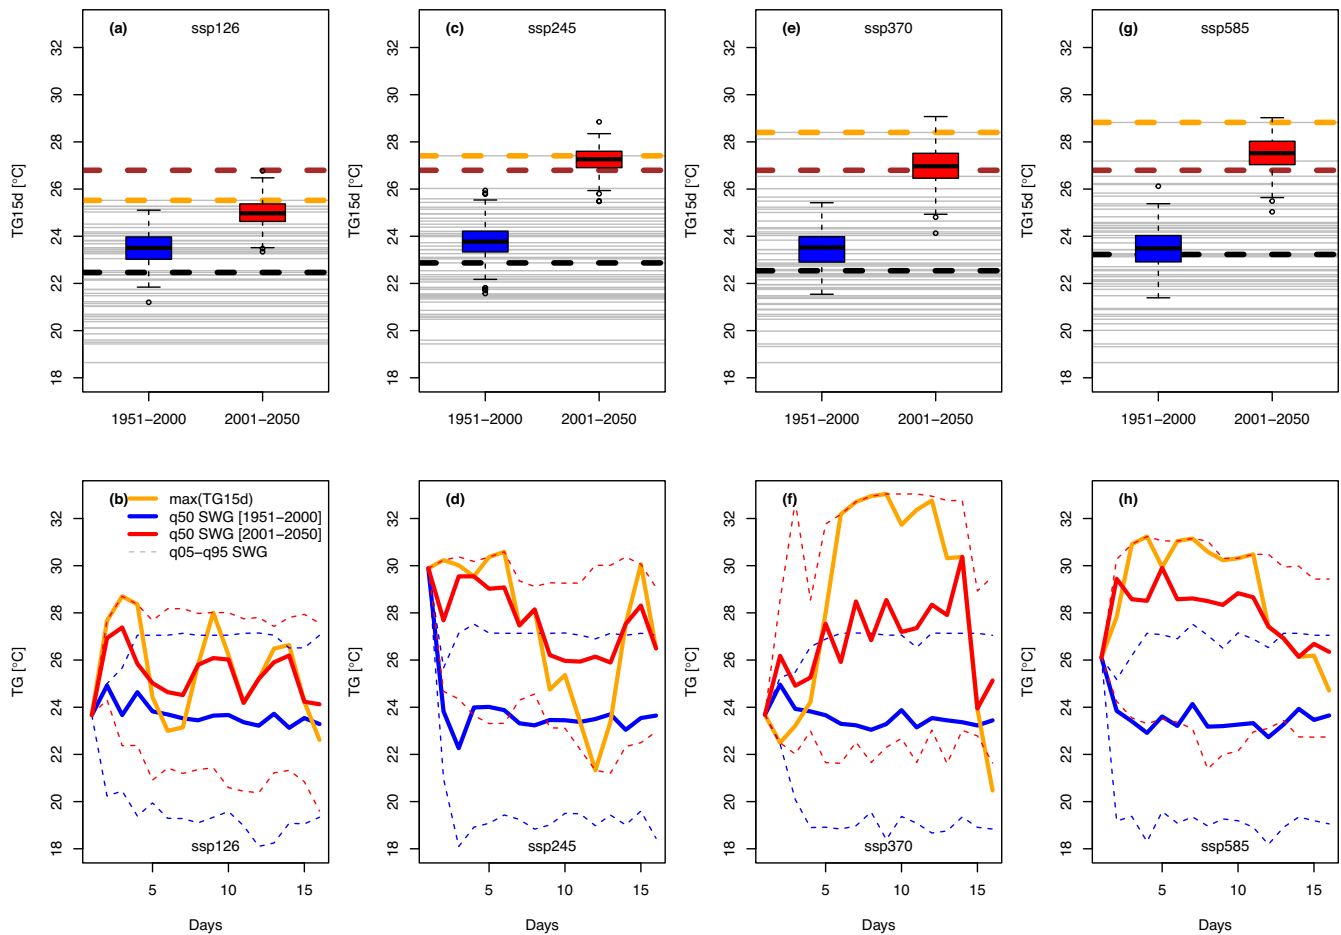 (a) ssp126
(c) ssp245
(e) ssp370
(g) ssp585
TG15d [°C]
18 20 22 24 26 28 30 32
1951−2000 2001−2050
TG15d [°C]
18 20 22 24 26 28 30 32
1951−2000 2001−2050
TG15d [°C]
18 20 22 24 26 28 30 32
1951−2000 2001−2050
TG15d [°C]
18 20 22 24 26 28 30 32
1951−2000 2001−2050
(b)
max(TG15d)
q50 SWG [1951−2000]
q50 SWG [2001−2050]
q05−q95 SWG
TG [°C]
18 20 22 24 26 28 30 32
ssp126
5 10 15
Days
(d)
TG [°C]
18 20 22 24 26 28 30 32
ssp245
5 10 15
Days
(f)
TG [°C]
18 20 22 24 26 28 30 32
ssp370
5 10 15
Days
(h)
TG [°C]
18 20 22 24 26 28 30 32
ssp585
5 10 15
Days